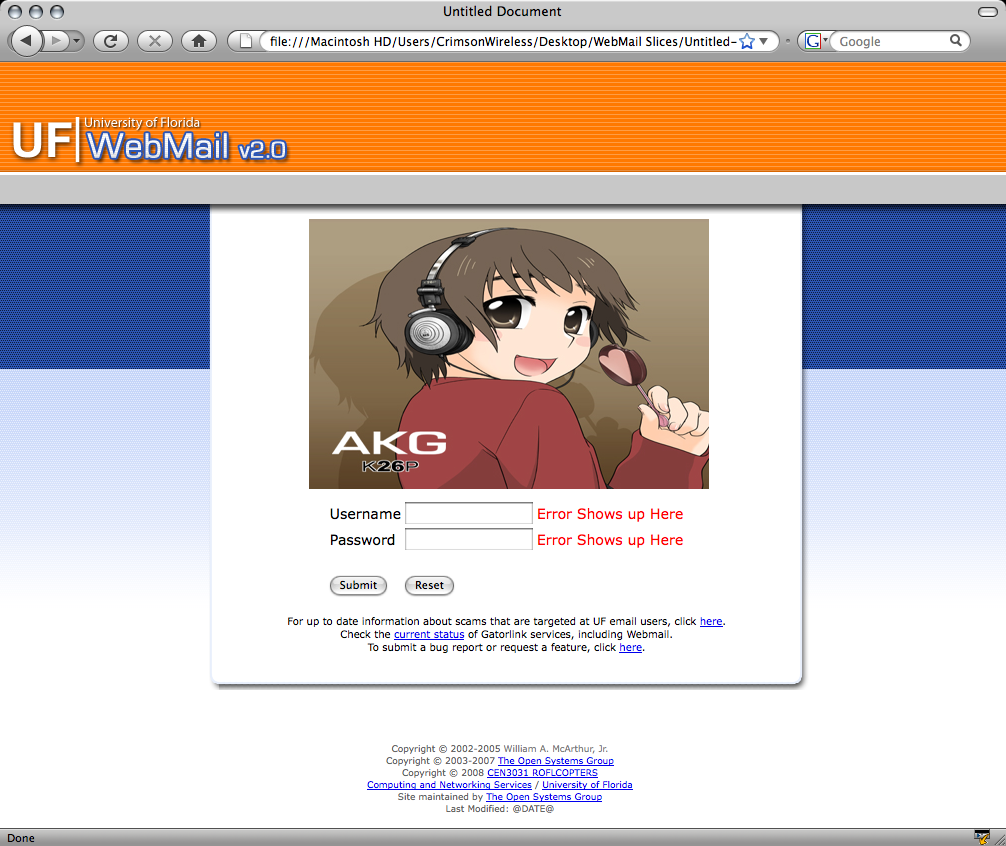 Untitled Document
file:///Macintosh HD/Users/CrimsonWireless/Desktop/WebMail Slices/Untitled-
G
Google
UF
University of Florida
WebMail v2.0
AKG
K26P
Username
Error Shows up Here
Password
Error Shows up Here
Submit
Reset
For up to date information about scams that are targeted at UF email users, click here.
Check the current status of Gatorlink services, including Webmail.
To submit a bug report or request a feature, click here.
Copyright © 2002-2005 William A. McArthur, Jr.
Copyright © 2003-2007 The Open Systems Group
Copyright © 2008 CEN3031 ROFLCOPTERS
Computing and Networking Services / University of Florida
Site maintained by The Open Systems Group
Last Modified: @DATE@
Done